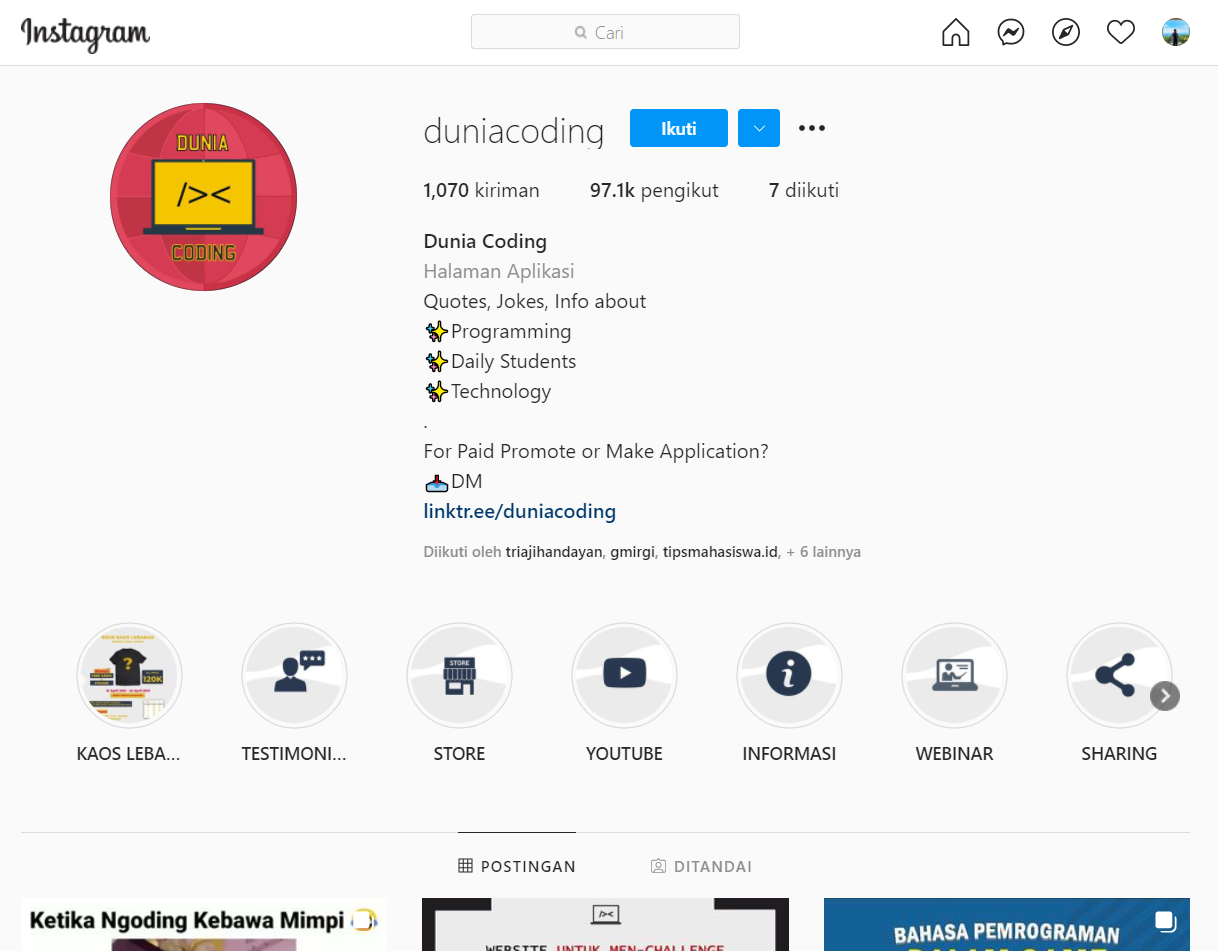 Instagram
Cari
DUNIA
/><
CODING
duniacoding
Ikuti
1,070 kiriman 97.1k pengikut 7 diikuti
Dunia Coding
Halaman Aplikasi
Quotes, Jokes, Info about
✨Programming
✨Daily Students
✨Technology
.
For Paid Promote or Make Application?
📥DM
linktr.ee/duniacoding
Diikuti oleh triajihandayan, gmirgi, tipsmahasiswa.id, + 6 lainnya
?
120K
STORE
KAOS LEBA... TESTIMONI... STORE YOUTUBE INFORMASI WEBINAR SHARING
POSTINGAN DITANDAI
Ketika Ngoding Kebawa Mimpi
/><
WEBSITE UNTUK MEN-CHALLENGE
BAHASA PEMROGRAMAN